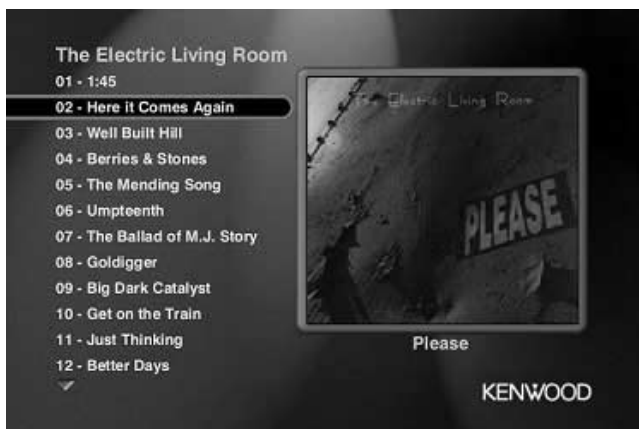 The Electric Living Room
01 - 1:45
02 - Here it Comes Again
03 - Well Built Hill
04 - Berries & Stones
05 - The Mending Song
06 - Umpteenth
07 - The Ballad of M.J. Story
08 - Goldigger
09 - Big Dark Catalyst
10 - Get on the Train
11 - Just Thinking
12 - Better Days
The Electric Living Room
PLEASE
Please
KENWOOD